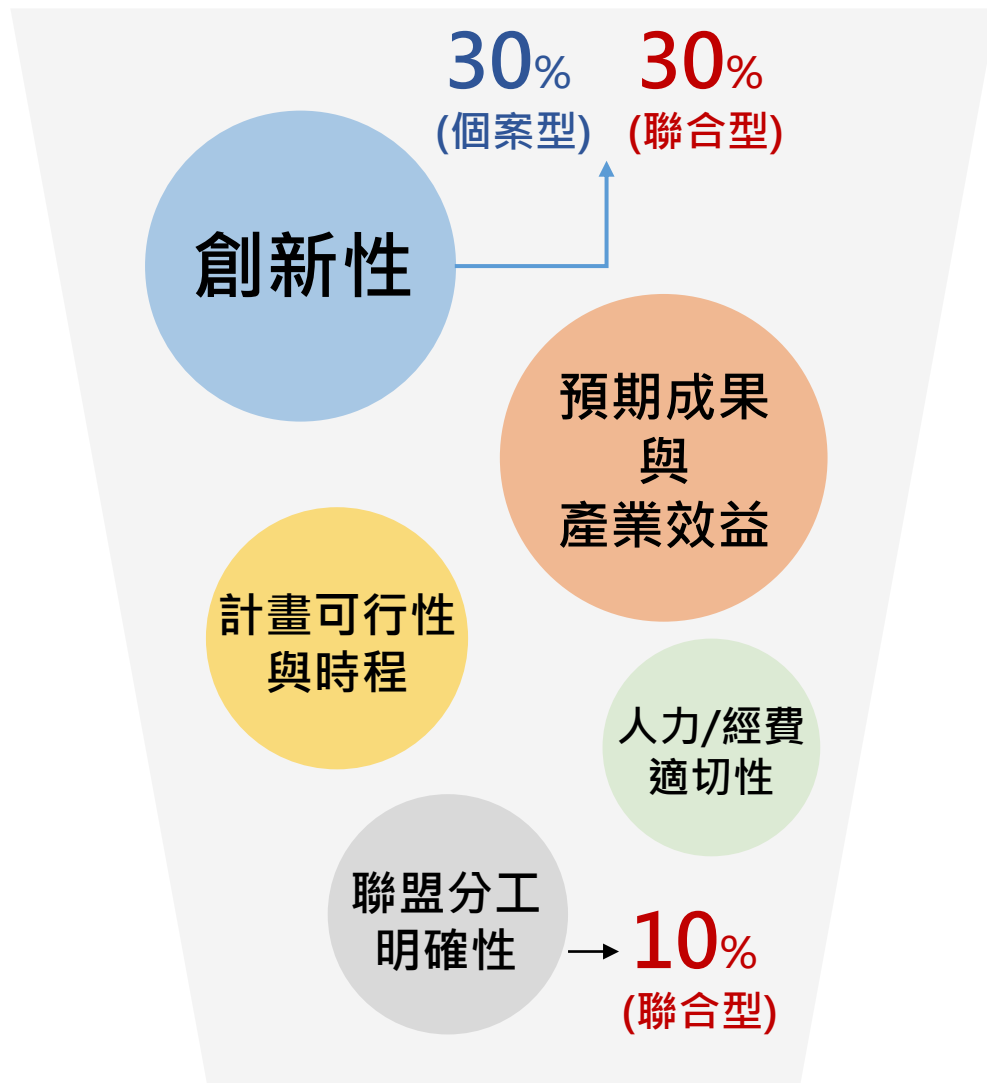 30% 30%
(個案型) (聯合型)
創新性
預期成果
與
產業效益
計畫可行性
與時程
人力/經費
適切性
聯盟分工
明確性
10%
(聯合型)